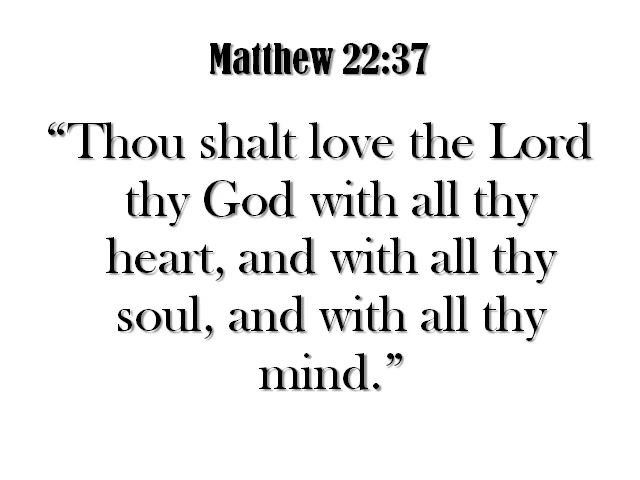 Matthew 22:37
“Thou shalt love the Lord
thy God with all thy
heart, and with all thy
soul, and with all thy
mind.”